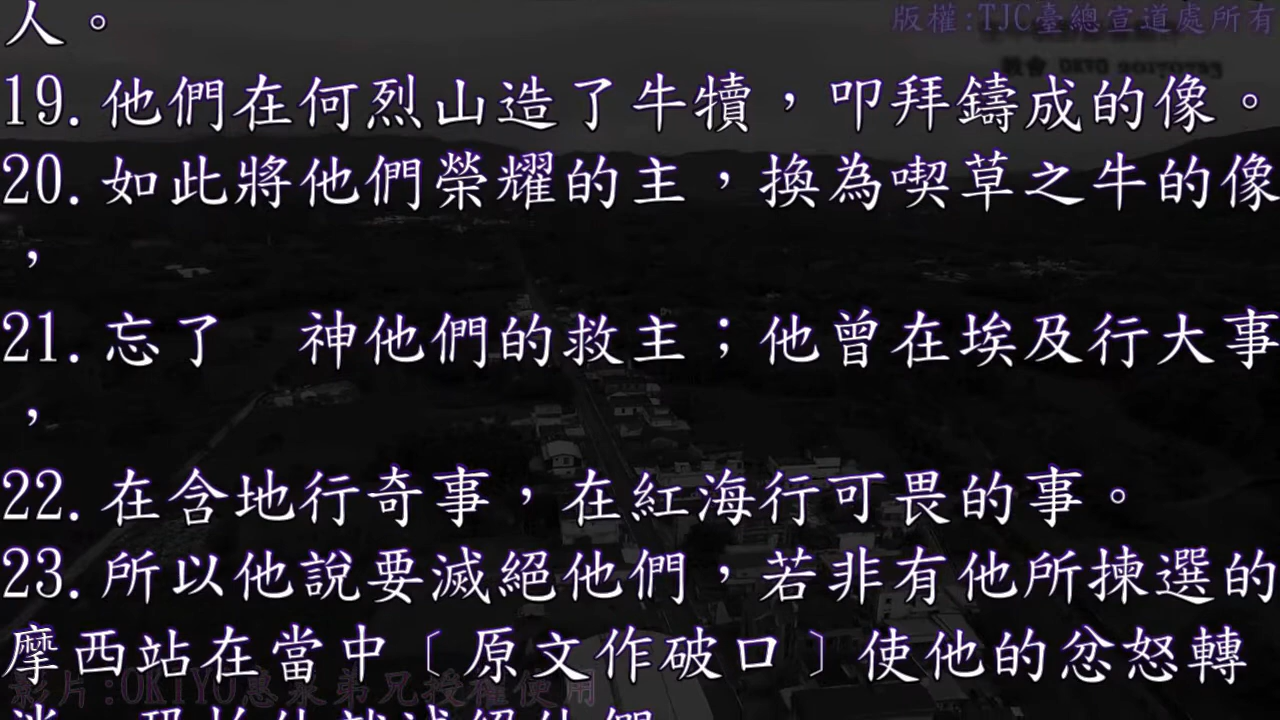 人。
版權:TJC臺總宣道處所有
19.他們在何烈山造了牛犢，叩拜鑄成的像。
20.如此將他們榮耀的主，換為喫草之牛的像
，
21.忘了　神他們的救主；他曾在埃及行大事
，
22.在含地行奇事，在紅海行可畏的事。
23.所以他說要滅絕他們，若非有他所揀選的
摩西站在當中﹝原文作破口﹞使他的忿怒轉
影片:OKIYO恩泉弟兄授權使用